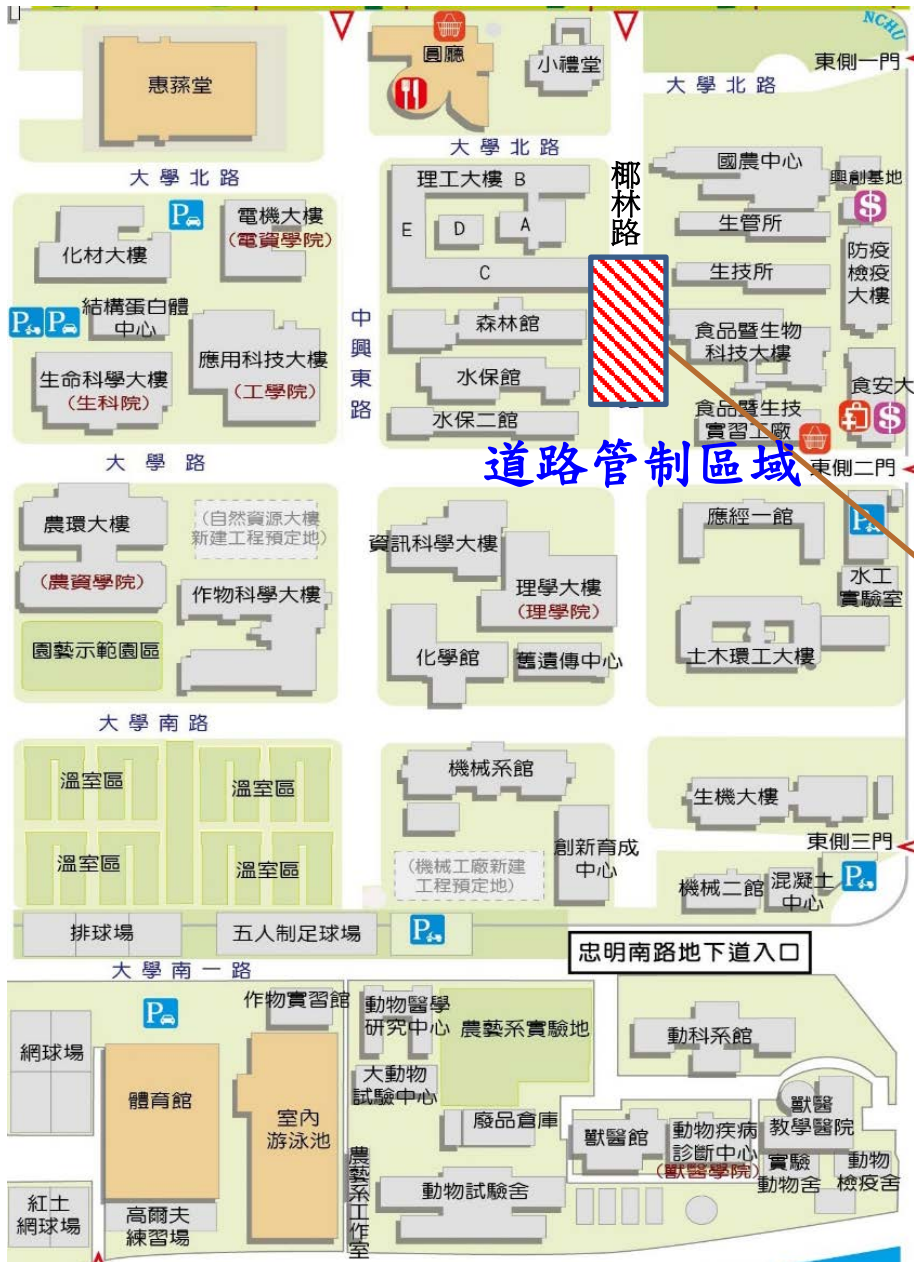 NCHU
惠蓀堂
圓廳
小禮堂
東側一門
大學北路
大學北路
大學北路
理工大樓 B
E
D
A
C
椰林路
國農中心
興創基地
$
生管所
生技所
防疫
檢疫
大樓
P
電機大樓
(電資學院)
化材大樓
P P
結構蛋白體
中心
應用科技大樓
(工學院)
生命科學大樓
(生科院)
中興東路
森林館
水保館
水保二館
食品暨生物
科技大樓
食品暨生技
實習工廠
食安大
$
大學路
道路管制區域
東側二門
農環大樓
(農資學院)
(自然資源大樓
新建工程預定地)
作物科學大樓
園藝示範園區
資訊科學大樓
理學大樓
(理學院)
化學館
舊遺傳中心
應經一館
P
水工
實驗室
土木環工大樓
大學南路
溫室區
溫室區
溫室區
溫室區
機械系館
(機械工廠新建
工程預定地)
創新育成
中心
生機大樓
東側三門
機械二館
混凝土
中心
P
排球場
五人制足球場
P
忠明南路地下道入口
大學南一路
網球場
P
作物實習館
體育館
室內
游泳池
動物醫學
研究中心
農藝系實驗地
大動物
試驗中心
廢品倉庫
動科系館
獸醫館
動物疾病
診斷中心
(獸醫學院)
獸醫
教學醫院
實驗
動物舍
動物
檢疫舍
紅土
網球場
高爾夫
練習場
農藝系工作室
動物試驗舍